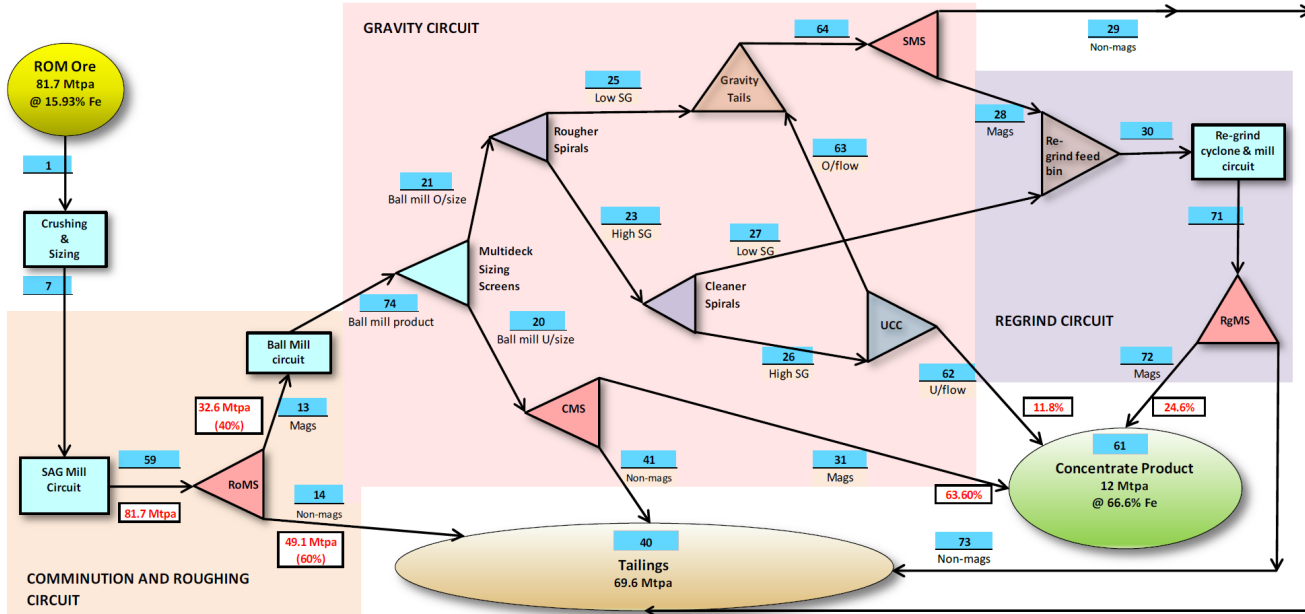 GRAVITY CIRCUIT
ROM Ore
81.7 Mtpa
@ 15.93% Fe
1
Crushing
&
Sizing
7
SAG Mill
Circuit
59
81.7 Mtpa
RoMS
32.6 Mtpa
(40%)
13
Mags
14
Non-mags
49.1 Mtpa
(60%)
COMMINUTION AND ROUGHING
CIRCUIT
Ball Mill
circuit
74
Ball mill product
Multideck
Sizing
Screens
21
Ball mill O/size
20
Ball mill U/size
Rougher
Spirals
25
Low SG
23
High SG
Gravity
Tails
64
SMS
29
Non-mags
28
Mags
63
O/flow
27
Low SG
Cleaner
Spirals
26
High SG
UCC
62
U/flow
CMS
41
Non-mags
31
Mags
Re-
grind feed
bin
30
Re-grind
cyclone & mill
circuit
71
REGRIND CIRCUIT
RgMS
72
Mags
11.8%
24.6%
63.60%
61
Concentrate Product
12 Mtpa
@ 66.6% Fe
73
Non-mags
40
Tailings
69.6 Mtpa